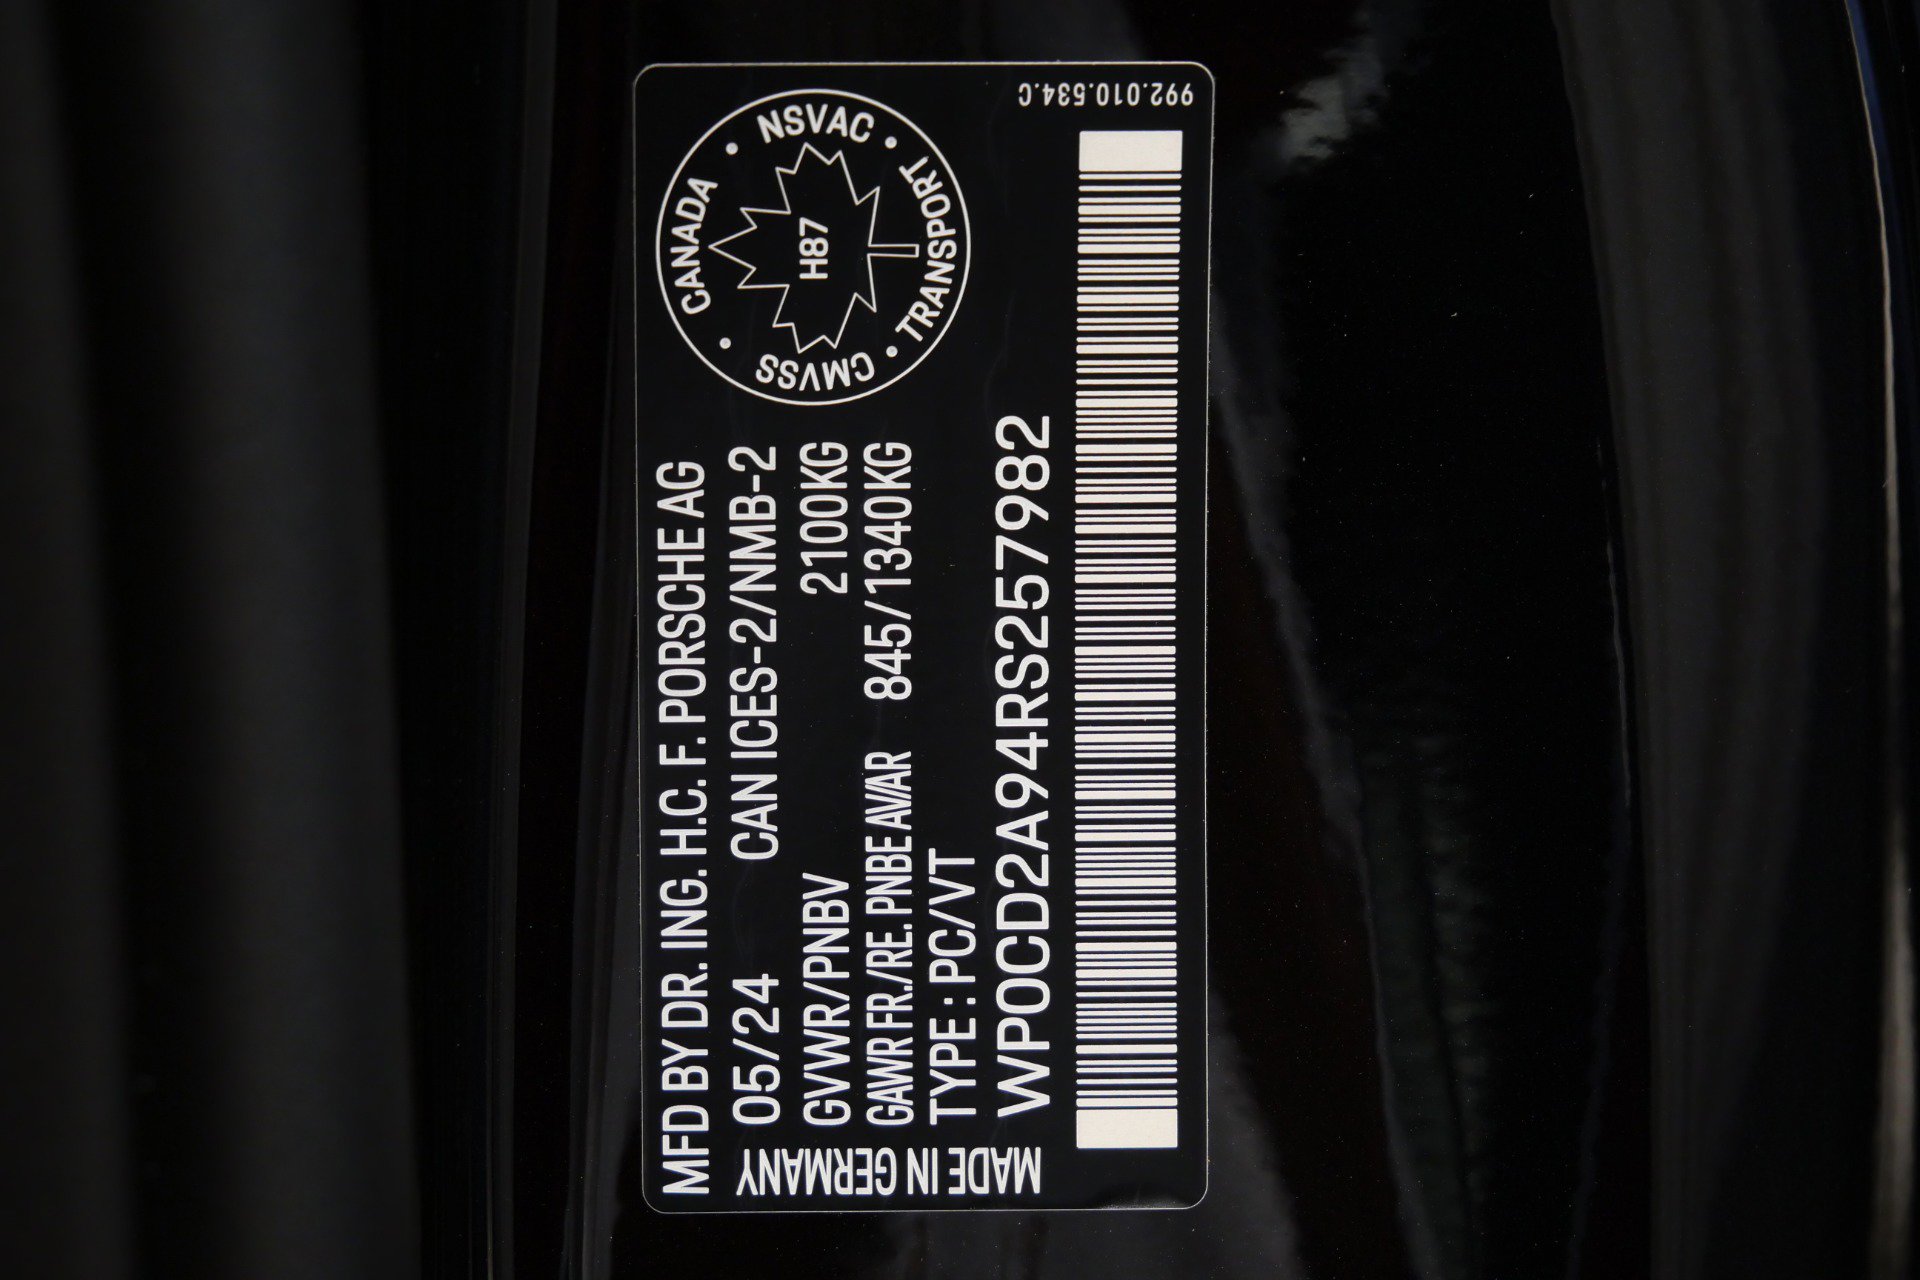 MFD BY DR. ING. H.C. F. PORSCHE AG
05/24 CAN ICES-2/NMB-2
GVWR/PNBV 2100KG
GAWR FR./RE. PNBE AV/AR 845/1340KG
TYPE : PC/VT
WP0CD2A94RS257982
MADE IN GERMANY
CANADA • NSVAC • TRANSPORT • CMVSS •
H87
992.010.534.C